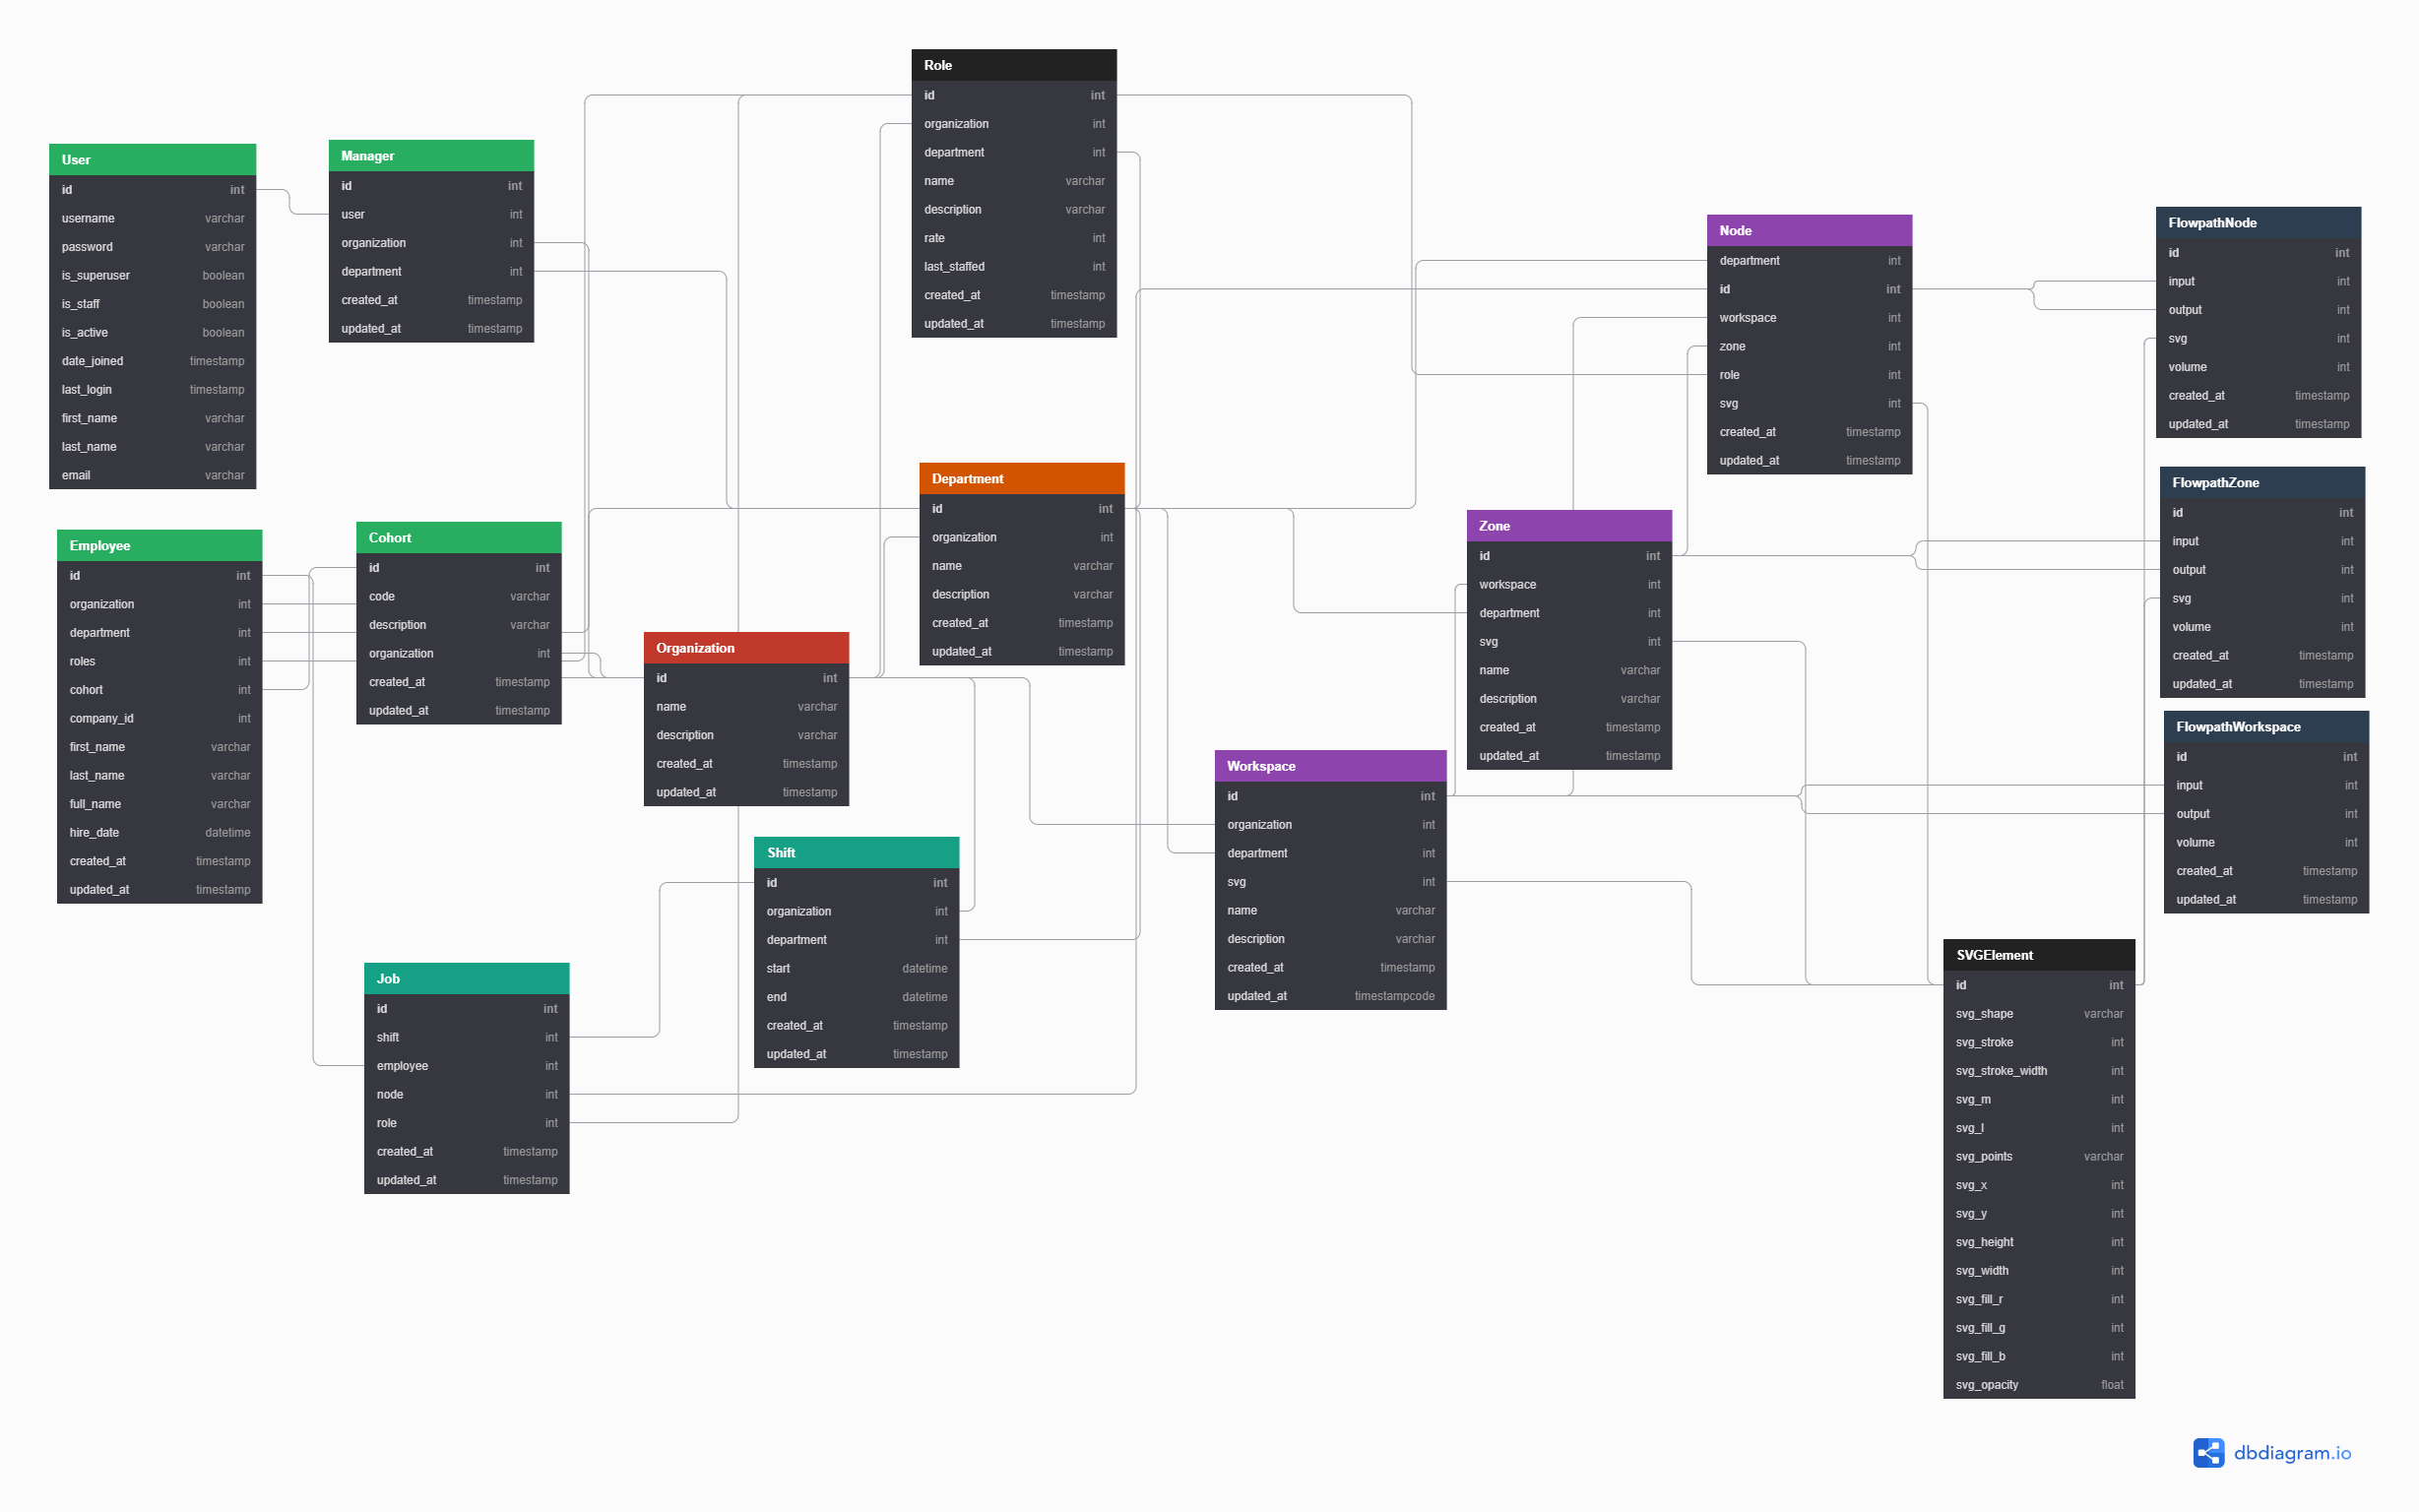 Role
id int
organization int
department int
name varchar
description varchar
rate int
last_staffed int
created_at timestamp
updated_at timestamp
User
id int
username varchar
password varchar
is_superuser boolean
is_staff boolean
is_active boolean
date_joined timestamp
last_login timestamp
first_name varchar
last_name varchar
email varchar
Manager
id int
user int
organization int
department int
created_at timestamp
updated_at timestamp
Node
department int
id int
workspace int
zone int
role int
svg int
created_at timestamp
updated_at timestamp
FlowpathNode
id int
input int
output int
svg int
volume int
created_at timestamp
updated_at timestamp
Department
id int
organization int
name varchar
description varchar
created_at timestamp
updated_at timestamp
FlowpathZone
id int
input int
output int
svg int
volume int
created_at timestamp
updated_at timestamp
Zone
id int
workspace int
department int
svg int
name varchar
description varchar
created_at timestamp
updated_at timestamp
Employee
id int
organization int
department int
roles int
cohort int
company_id int
first_name varchar
last_name varchar
full_name varchar
hire_date datetime
created_at timestamp
updated_at timestamp
Cohort
id int
code varchar
description varchar
organization int
created_at timestamp
updated_at timestamp
Organization
id int
name varchar
description varchar
created_at timestamp
updated_at timestamp
FlowpathWorkspace
id int
input int
output int
volume int
created_at timestamp
updated_at timestamp
Workspace
id int
organization int
department int
svg int
name varchar
description varchar
created_at timestamp
updated_at timestampcode
Shift
id int
organization int
department int
start datetime
end datetime
created_at timestamp
updated_at timestamp
Job
id int
shift int
employee int
node int
role int
created_at timestamp
updated_at timestamp
SVGElement
id int
svg_shape varchar
svg_stroke int
svg_stroke_width int
svg_m int
svg_l int
svg_points varchar
svg_x int
svg_y int
svg_height int
svg_width int
svg_fill_r int
svg_fill_g int
svg_fill_b int
svg_opacity float
dbdiagram.io